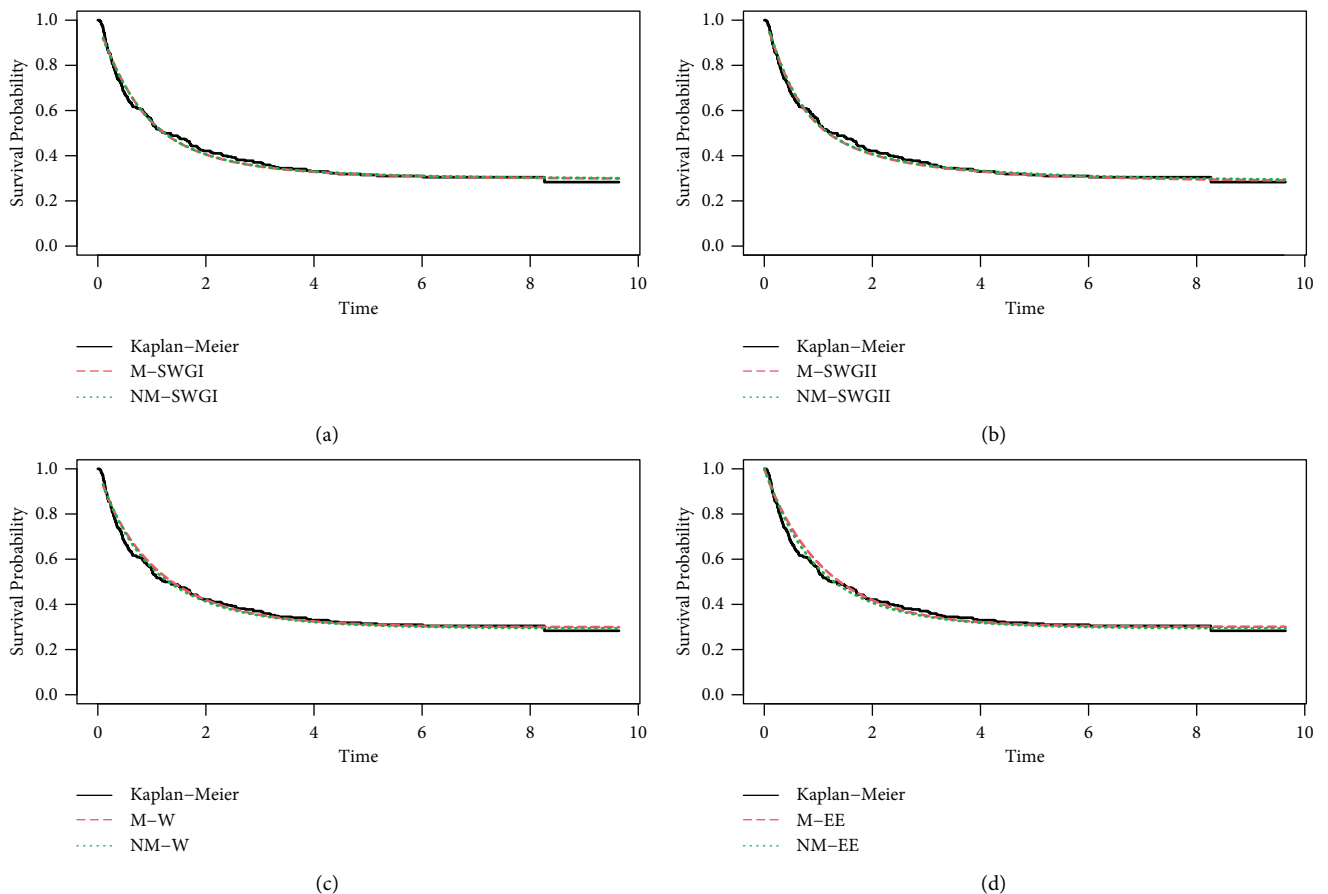 Survival Probability
1.0
0.8
0.6
0.4
0.2
0.0
0 2 4 6 8 10
Time
Kaplan−Meier
M−SWGI
NM−SWGI
(a)
Survival Probability
1.0
0.8
0.6
0.4
0.2
0.0
0 2 4 6 8 10
Time
Kaplan−Meier
M−SWGII
NM−SWGII
(b)
Survival Probability
1.0
0.8
0.6
0.4
0.2
0.0
0 2 4 6 8 10
Time
Kaplan−Meier
M−W
NM−W
(c)
Survival Probability
1.0
0.8
0.6
0.4
0.2
0.0
0 2 4 6 8 10
Time
Kaplan−Meier
M−EE
NM−EE
(d)